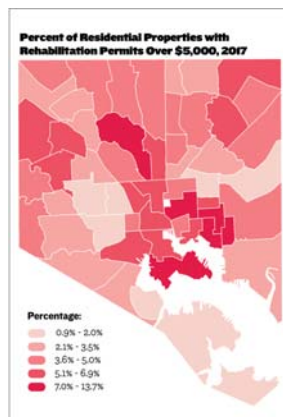 Percent of Residential Properties with
Rehabilitation Permits Over $5,000, 2017
Percentage:
0.9% - 2.0%
2.1% - 3.5%
3.6% - 5.0%
5.1% - 6.9%
7.0% - 13.7%